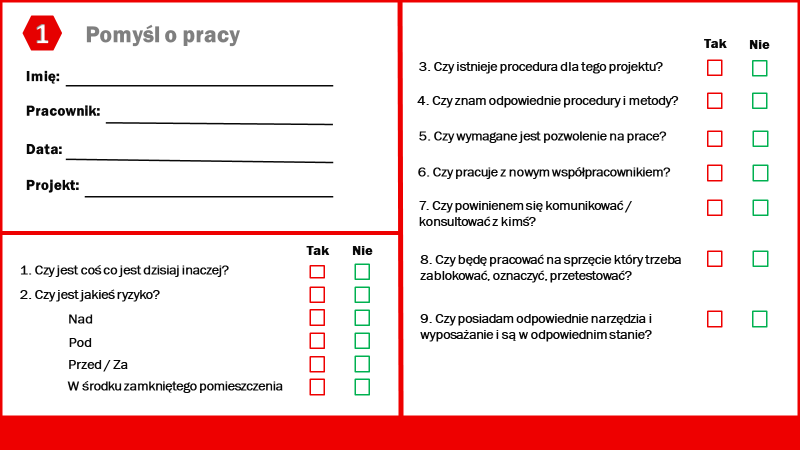 1 Pomyśl o pracy
Imię:
Pracownik:
Data:
Projekt:
Tak Nie
1. Czy jest coś co jest dzisiaj inaczej?
2. Czy jest jakieś ryzyko?
Nad
Pod
Przed / Za
W środku zamkniętego pomieszczenia
Tak Nie
3. Czy istnieje procedura dla tego projektu?
4. Czy znam odpowiednie procedury i metody?
5. Czy wymagane jest pozwolenie na prace?
6. Czy pracuje z nowym współpracownikiem?
7. Czy powinienem się komunikować /
konsultować z kimś?
8. Czy będę pracować na sprzęcie który trzeba
zablokować, oznaczyć, przetestować?
9. Czy posiadam odpowiednie narzędzia i
wyposażanie i są w odpowiednim stanie?